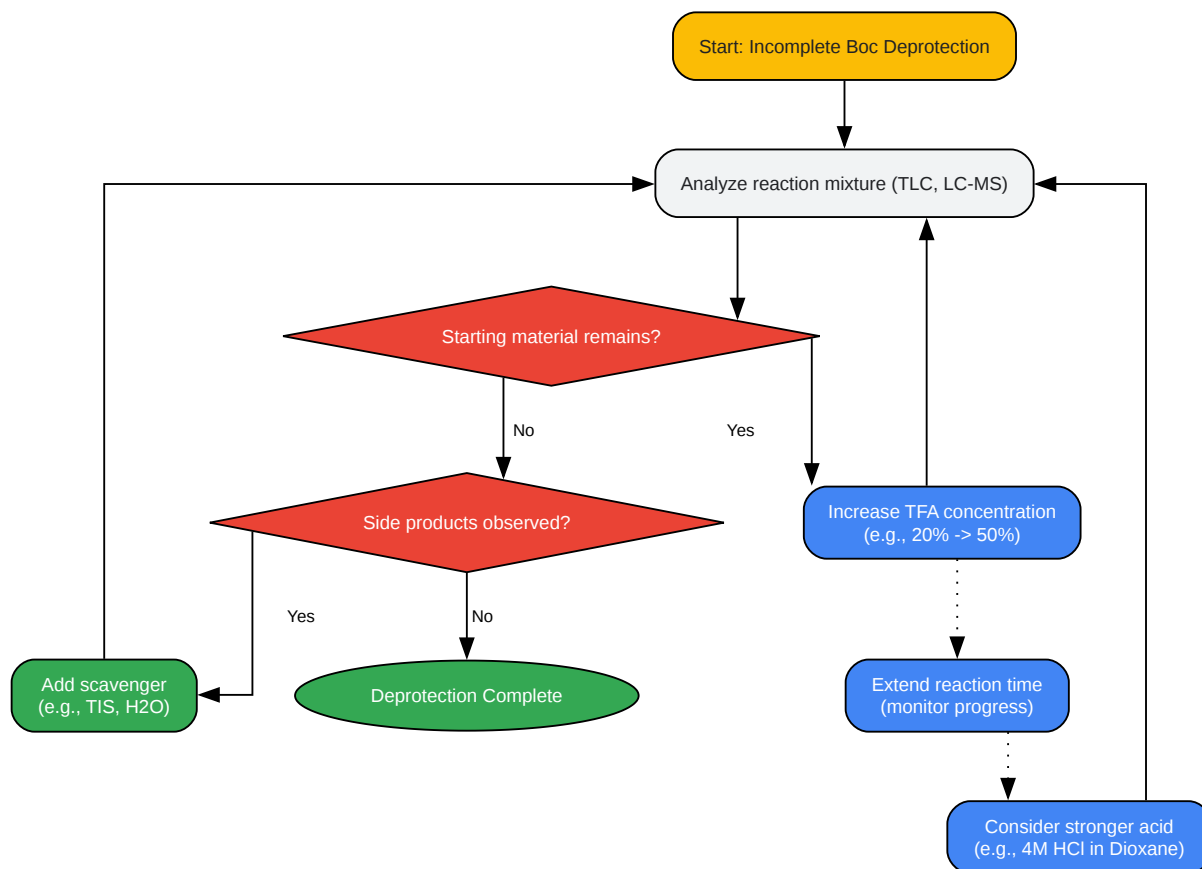 Start: Incomplete Boc Deprotection
Analyze reaction mixture (TLC, LC-MS)
Starting material remains?
No
Yes
Side products observed?
Increase TFA concentration
(e.g., 20% -> 50%)
Yes
No
Add scavenger
(e.g., TIS, H2O)
Deprotection Complete
Extend reaction time
(monitor progress)
Consider stronger acid
(e.g., 4M HCl in Dioxane)